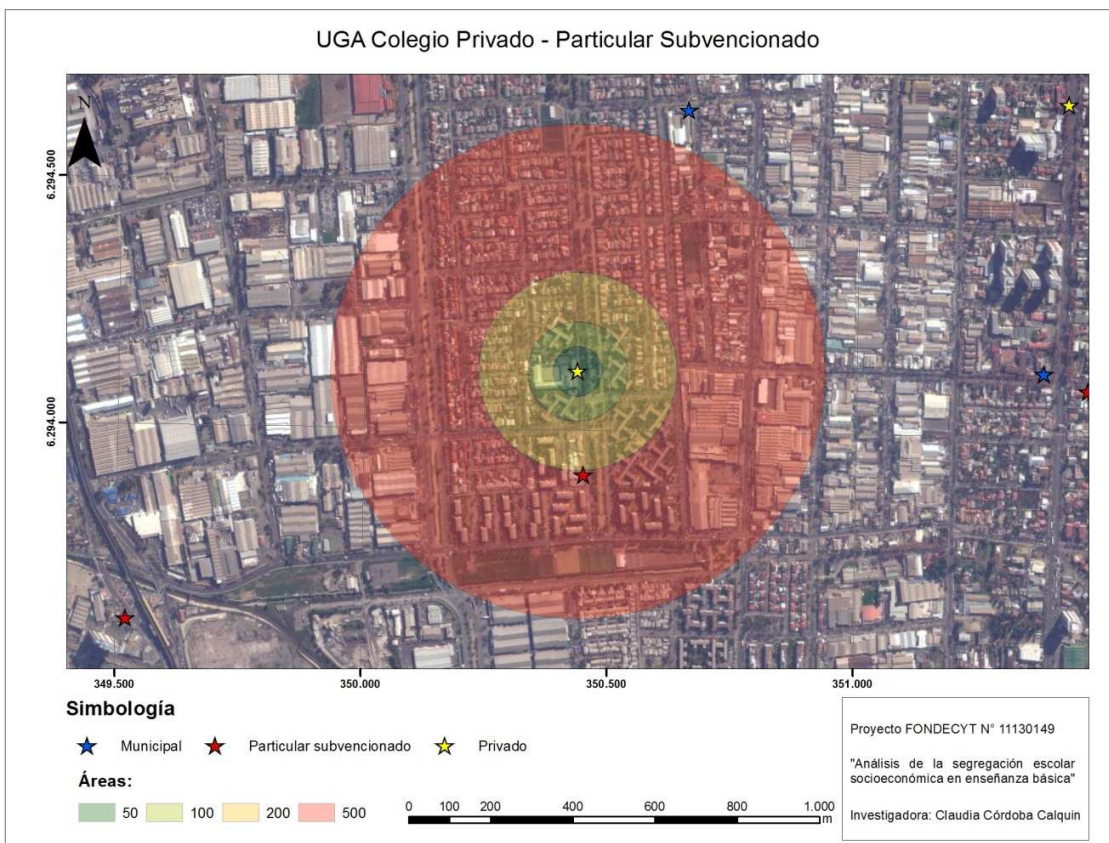 UGA Colegio Privado - Particular Subvencionado
N
6.294.500
6.294.000
349.500
350.000
350.500
351.000
Simbología
Municipal
Particular subvencionado
Privado
Áreas:
50
100
200
500
0 100 200 400 600 800 1.000
m
Proyecto FONDECYT N° 11130149
"Análisis de la segregación escolar
socioeconómica en enseñanza básica"
Investigadora: Claudia Córdoba Calquin